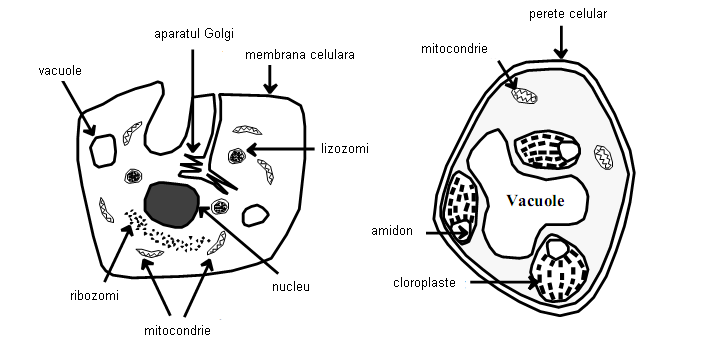 aparatul Golgi
membrana celulara
vacuole
lizozomi
ribozomi
nucleu
mitocondrie
perete celular
mitocondrie
Vacuole
amidon
cloroplaste